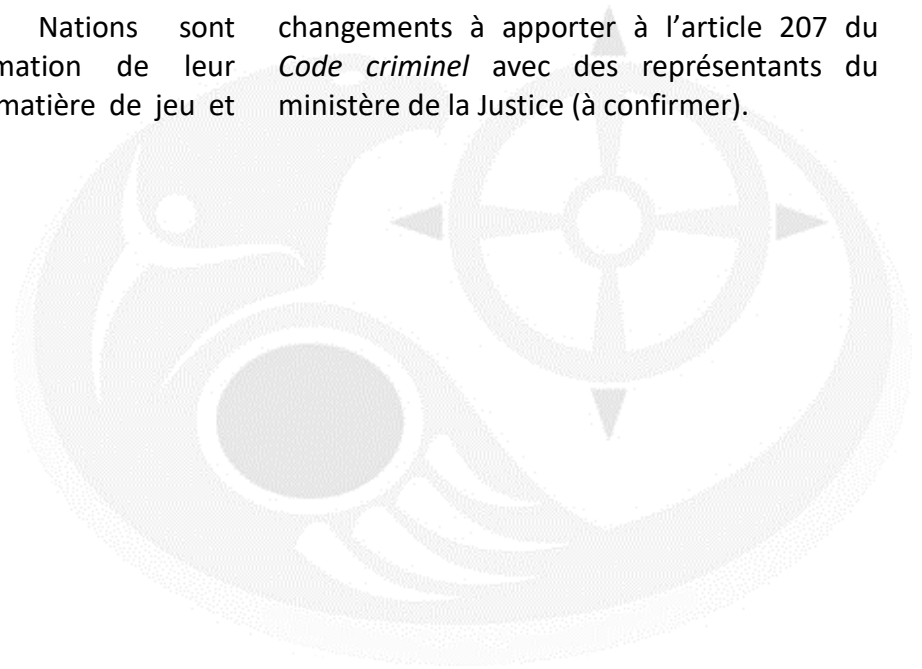 Nations sont
mation de leur
matière de jeu et
changements à apporter à l’article 207 du
Code criminel avec des représentants du
ministère de la Justice (à confirmer).